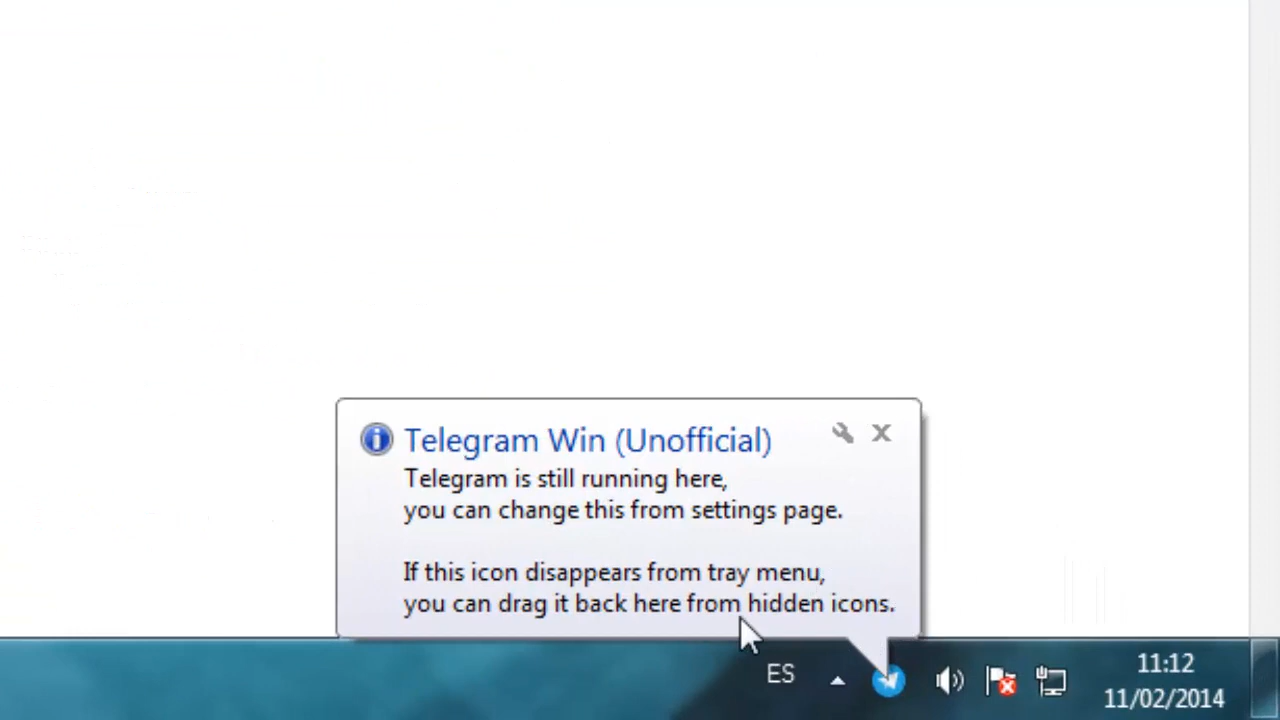 Telegram Win (Unofficial)
Telegram is still running here,
you can change this from settings page.
If this icon disappears from tray menu,
you can drag it back here from hidden icons.
ES
11:12
11/02/2014